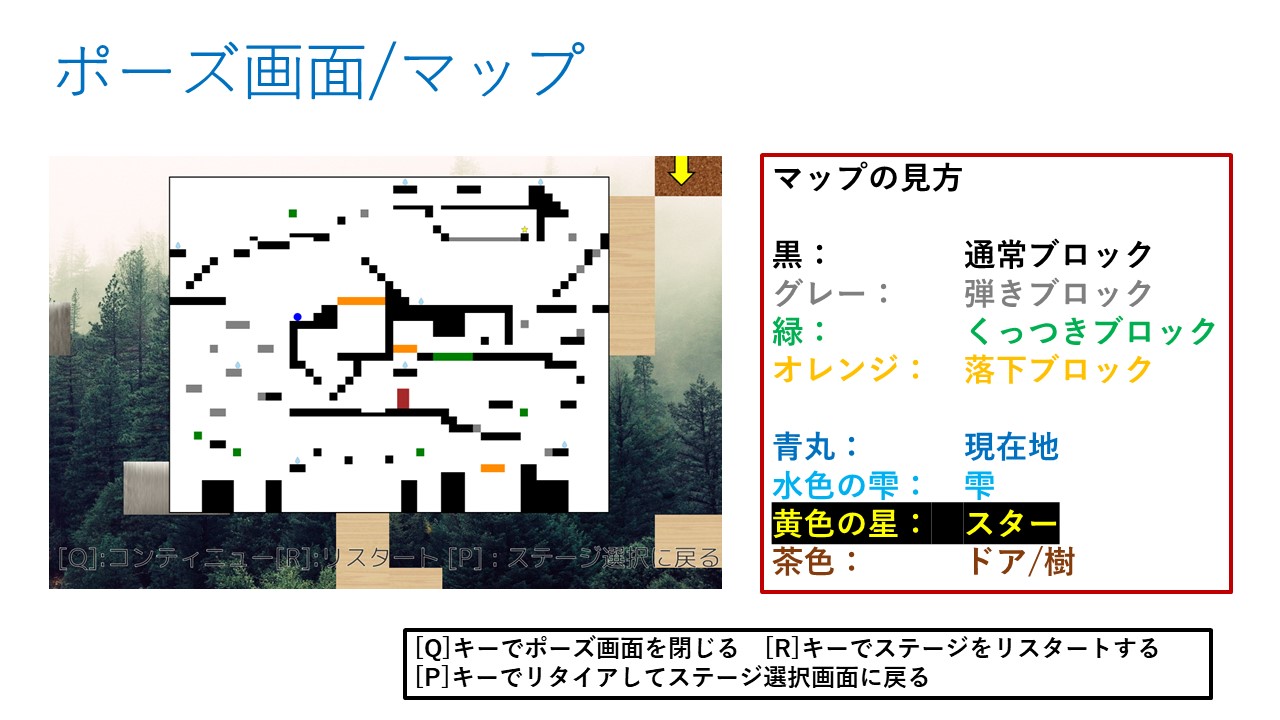 ポーズ画面/マップ
マップの見方
黒： 通常ブロック
グレー： 弾きブロック
緑： くっつきブロック
オレンジ： 落下ブロック
青丸： 現在地
水色の雫： 雫
黄色の星： スター
茶色： ドア/樹
[Q]:コンティニュー[R]:リスタート [P]：ステージ選択に戻る
[Q]キーでポーズ画面を閉じる　[R]キーでステージをリスタートする
[P]キーでリタイアしてステージ選択画面に戻る